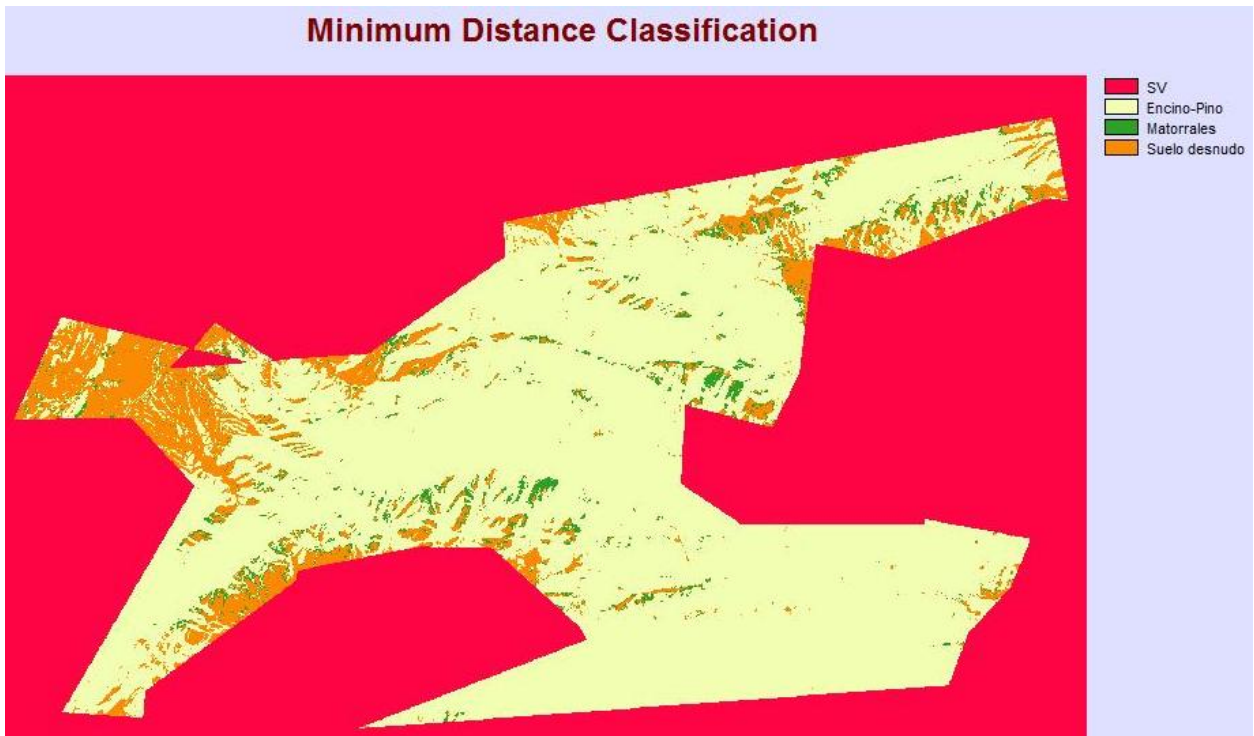 Minimum Distance Classification
SV
Encino-Pino
Matorrales
Suelo desnudo